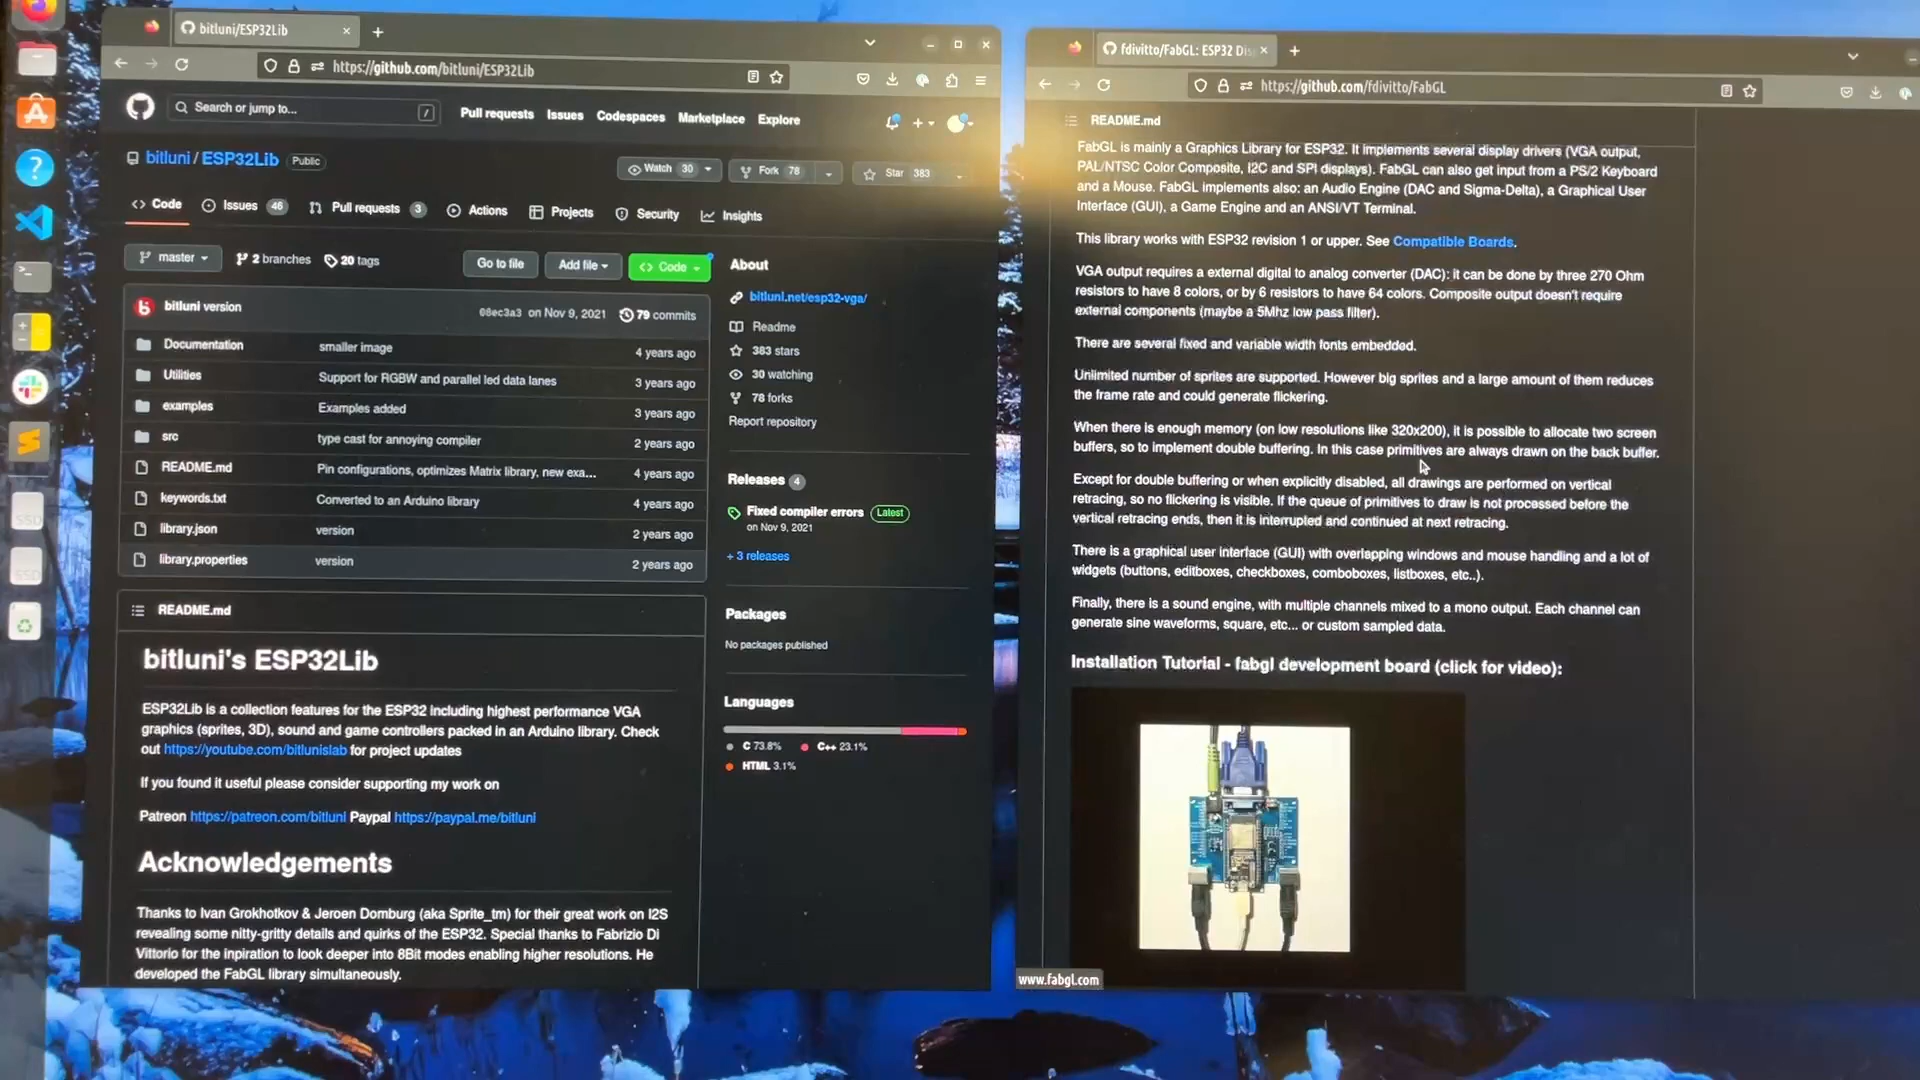 bitluni/ESP32Lib
https://github.com/bitluni/ESP32Lib
Search or jump to...
/
Pull requests
Issues
Codespaces
Marketplace
Explore
bitluni / ESP32Lib
Public
Watch 30
Fork 78
Star 383
Code
Issues 46
Pull requests 3
Actions
Projects
Security
Insights
master
2 branches
20 tags
Go to file
Add file
Code
bitluni version
08ec3a3 on Nov 9, 2021
79 commits
Documentation
smaller image
4 years ago
Utilities
Support for RGBW and parallel led data lanes
3 years ago
examples
Examples added
3 years ago
src
type cast for annoying compiler
2 years ago
README.md
Pin configurations, optimizes Matrix library, new exa...
4 years ago
keywords.txt
Converted to an Arduino library
4 years ago
library.json
version
2 years ago
library.properties
version
2 years ago
README.md
bitluni's ESP32Lib
ESP32Lib is a collection features for the ESP32 including highest performance VGA
graphics (sprites, 3D), sound and game controllers packed in an Arduino library. Check
out https://youtube.com/bitlunislab for project updates
If you found it useful please consider supporting my work on
Patreon https://patreon.com/bitluni Paypal https://paypal.me/bitluni
Acknowledgements
Thanks to Ivan Grokhotkov & Jeroen Domburg (aka Sprite_tm) for their great work on I2S
revealing some nitty-gritty details and quirks of the ESP32. Special thanks to Fabrizio Di
Vittorio for the inpiration to look deeper into 8Bit modes enabling higher resolutions. He
developed the FabGL library simultaneously.
About
bitluni.net/esp32-vga/
Readme
383 stars
30 watching
78 forks
Report repository
Releases 4
Fixed compiler errors
Latest
on Nov 9, 2021
+ 3 releases
Packages
No packages published
Languages
C 73.8%
C++ 23.1%
HTML 3.1%
fdivitto/FabGL: ESP32 Dis
https://github.com/fdivitto/FabGL
README.md
FabGL is mainly a Graphics Library for ESP32. It implements several display drivers (VGA output,
PAL/NTSC Color Composite, I2C and SPI displays). FabGL can also get input from a PS/2 Keyboard
and a Mouse. FabGL implements also: an Audio Engine (DAC and Sigma-Delta), a Graphical User
Interface (GUI), a Game Engine and an ANSI/VT Terminal.
This library works with ESP32 revision 1 or upper. See Compatible Boards.
VGA output requires a external digital to analog converter (DAC): it can be done by three 270 Ohm
resistors to have 8 colors, or by 6 resistors to have 64 colors. Composite output doesn't require
external components (maybe a 5Mhz low pass filter).
There are several fixed and variable width fonts embedded.
Unlimited number of sprites are supported. However big sprites and a large amount of them reduces
the frame rate and could generate flickering.
When there is enough memory (on low resolutions like 320x200), it is possible to allocate two screen
buffers, so to implement double buffering. In this case primitives are always drawn on the back buffer.
Except for double buffering or when explicitly disabled, all drawings are performed on vertical
retracing, so no flickering is visible. If the queue of primitives to draw is not processed before the
vertical retracing ends, then it is interrupted and continued at next retracing.
There is a graphical user interface (GUI) with overlapping windows and mouse handling and a lot of
widgets (buttons, editboxes, checkboxes, comboboxes, listboxes, etc..).
Finally, there is a sound engine, with multiple channels mixed to a mono output. Each channel can
generate sine waveforms, square, etc... or custom sampled data.
Installation Tutorial - fabgl development board (click for video):
www.fabgl.com
SSD
SSD